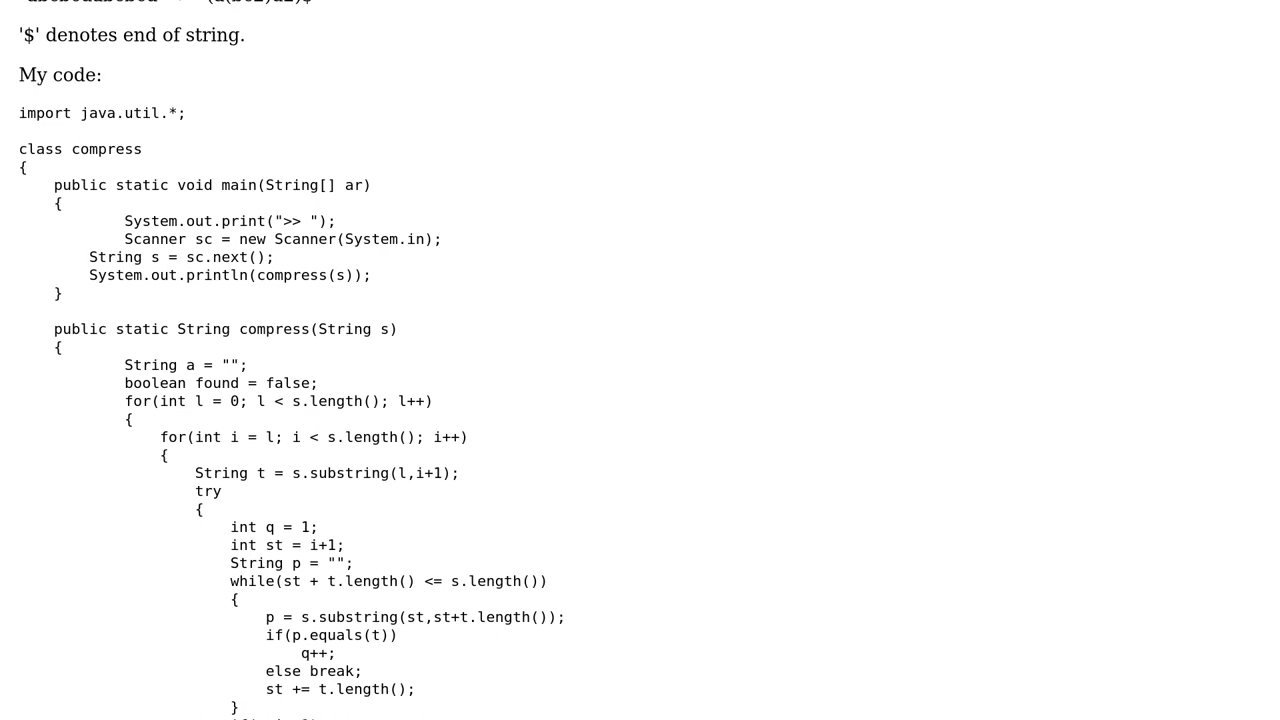 '$' denotes end of string.
My code:
import java.util.*;
class compress
{
    public static void main(String[] ar)
    {
            System.out.print(">> ");
            Scanner sc = new Scanner(System.in);
        String s = sc.next();
        System.out.println(compress(s));
    }
    public static String compress(String s)
    {
            String a = "";
            boolean found = false;
            for(int l = 0; l < s.length(); l++)
            {
                for(int i = l; i < s.length(); i++)
                {
                    String t = s.substring(l,i+1);
                    try
                    {
                        int q = 1;
                        int st = i+1;
                        String p = "";
                        while(st + t.length() <= s.length())
                        {
                            p = s.substring(st,st+t.length());
                            if(p.equals(t))
                                q++;
                            else break;
                            st += t.length();
                        }